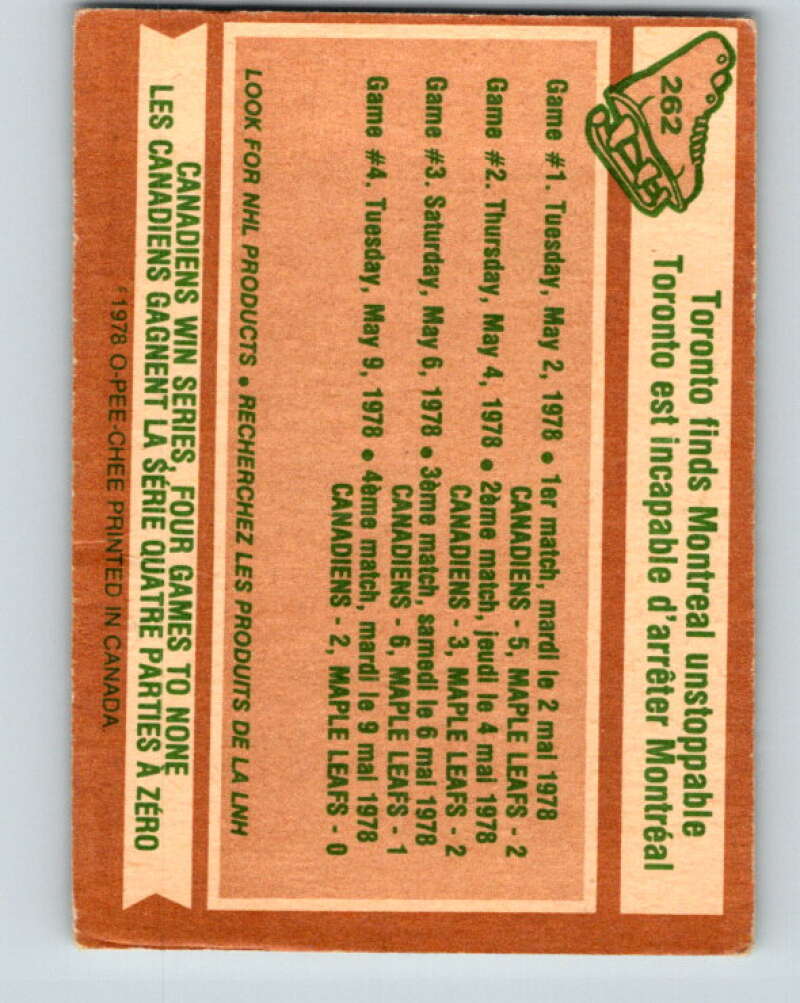 262
Toronto finds Montreal unstoppable
Toronto est incapable d'arrêter Montréal
Game #1. Tuesday, May 2, 1978 • 1er match, mardi le 2 mai 1978
CANADIENS - 5, MAPLE LEAFS - 2
Game #2. Thursday, May 4, 1978 • 2ème match, jeudi le 4 mai 1978
CANADIENS - 3, MAPLE LEAFS - 2
Game #3. Saturday, May 6, 1978 • 3ème match, samedi le 6 mai 1978
CANADIENS - 6, MAPLE LEAFS - 1
Game #4. Tuesday, May 9, 1978 • 4ème match, mardi le 9 mai 1978
CANADIENS - 2, MAPLE LEAFS - 0
LOOK FOR NHL PRODUCTS • RECHERCHEZ LES PRODUITS DE LA LNH
CANADIENS WIN SERIES, FOUR GAMES TO NONE
LES CANADIENS GAGNENT LA SÉRIE QUATRE PARTIES À ZÉRO
©1978 O-PEE-CHEE PRINTED IN CANADA